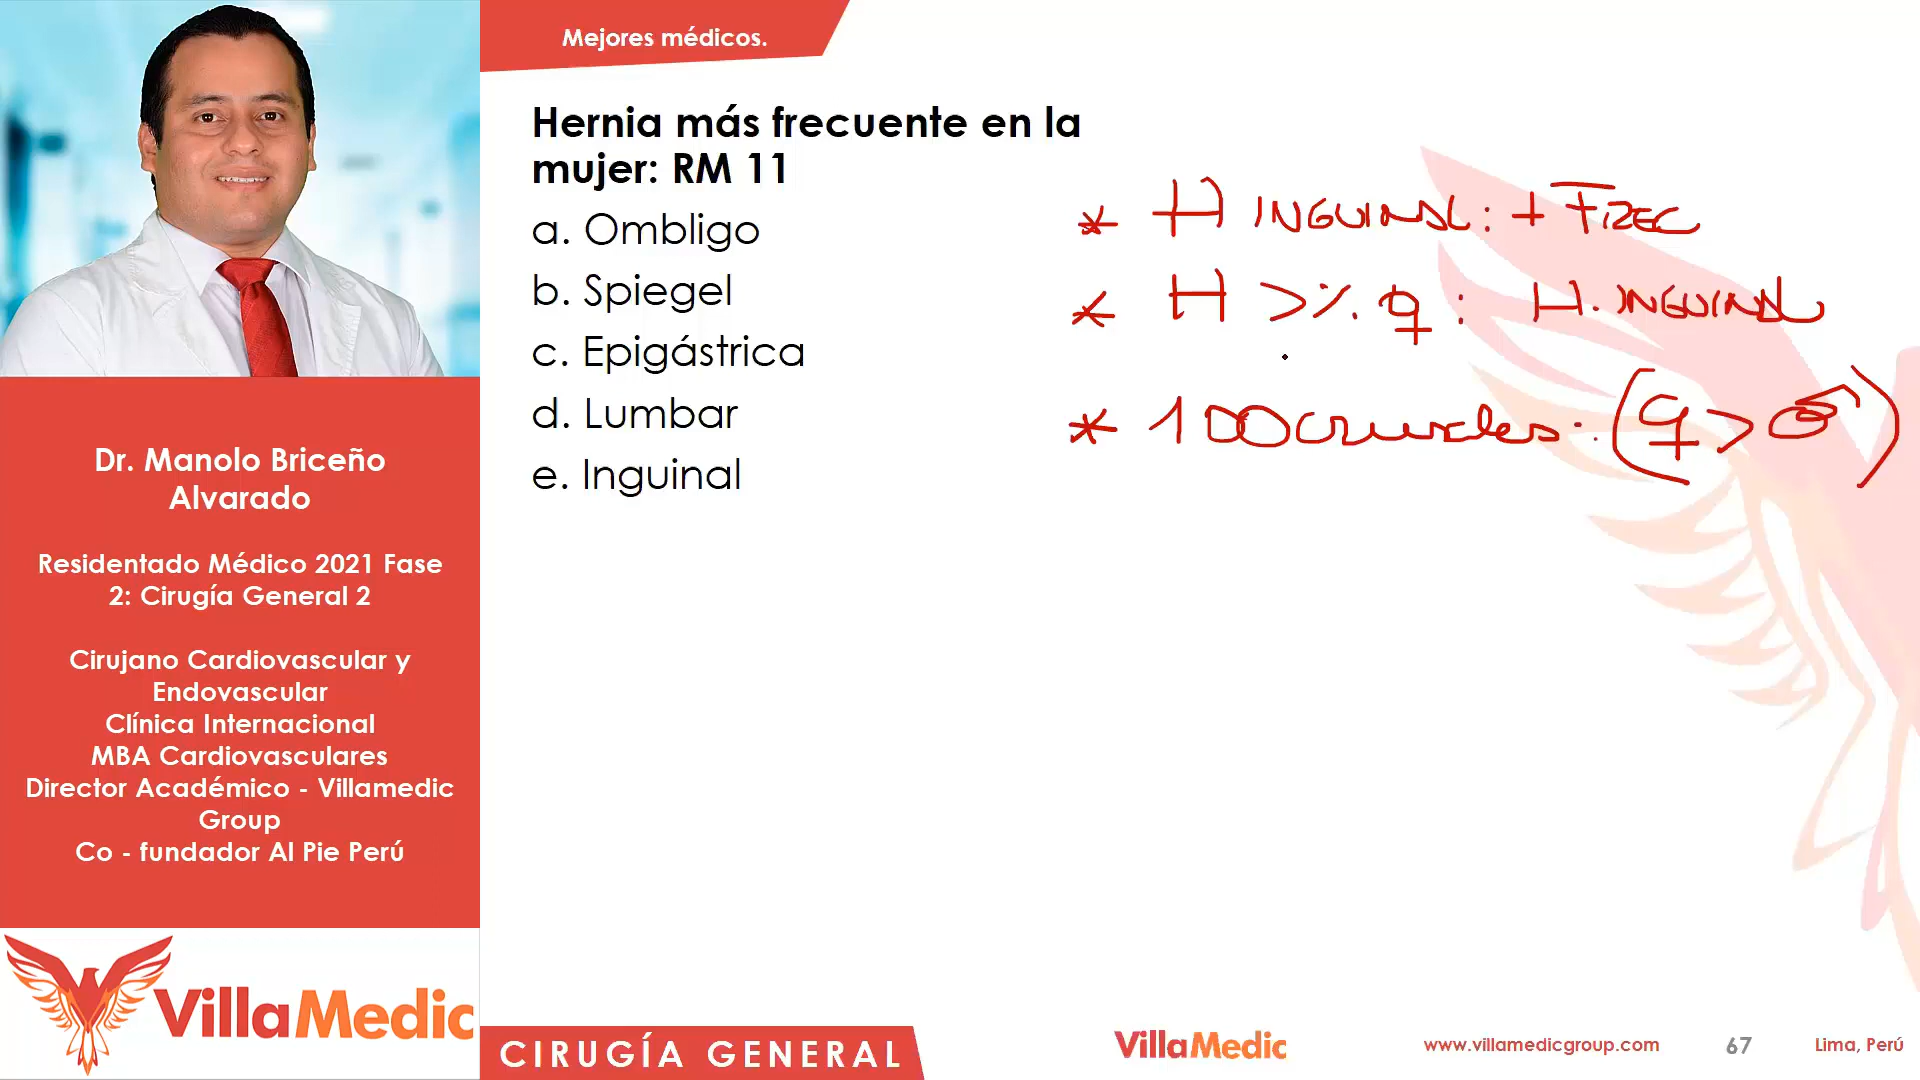 Mejores médicos.
Hernia más frecuente en la
mujer: RM 11
a. Ombligo
b. Spiegel
c. Epigástrica
d. Lumbar
e. Inguinal
* H INGUINAL: + FREC
* H >% ♀: H. INGUINAL
* 100 crurales: (♀ > ♂)
Dr. Manolo Briceño
Alvarado
Residentado Médico 2021 Fase
2: Cirugía General 2
Cirujano Cardiovascular y
Endovascular
Clínica Internacional
MBA Cardiovasculares
Director Académico - Villamedic
Group
Co - fundador Al Pie Perú
VillaMedic
CIRUGÍA GENERAL
VillaMedic
www.villamedicgroup.com
67
Lima, Perú